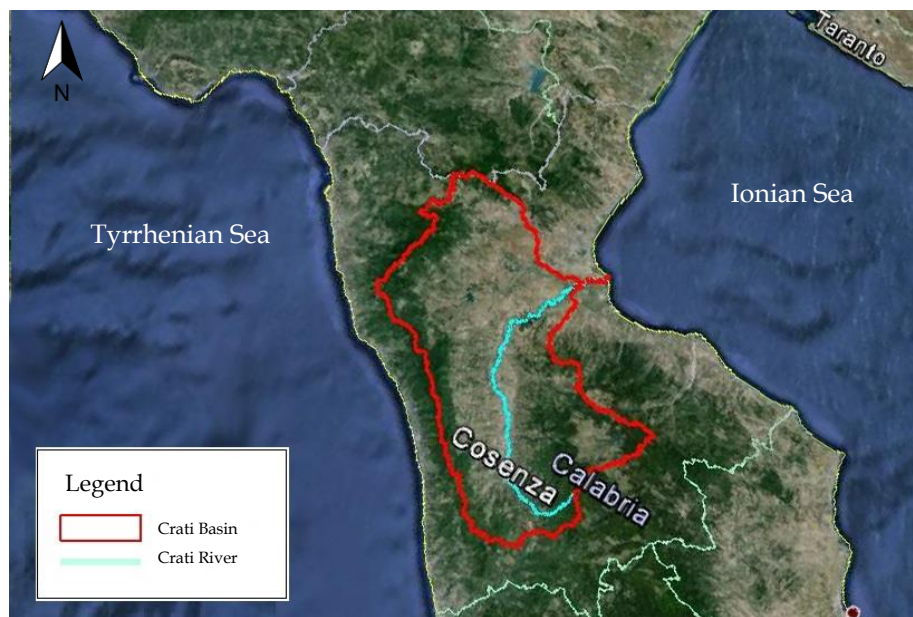 Taranto
N
Ionian Sea
Tyrrhenian Sea
Cosenza
Calabria
Legend
Crati Basin
Crati River